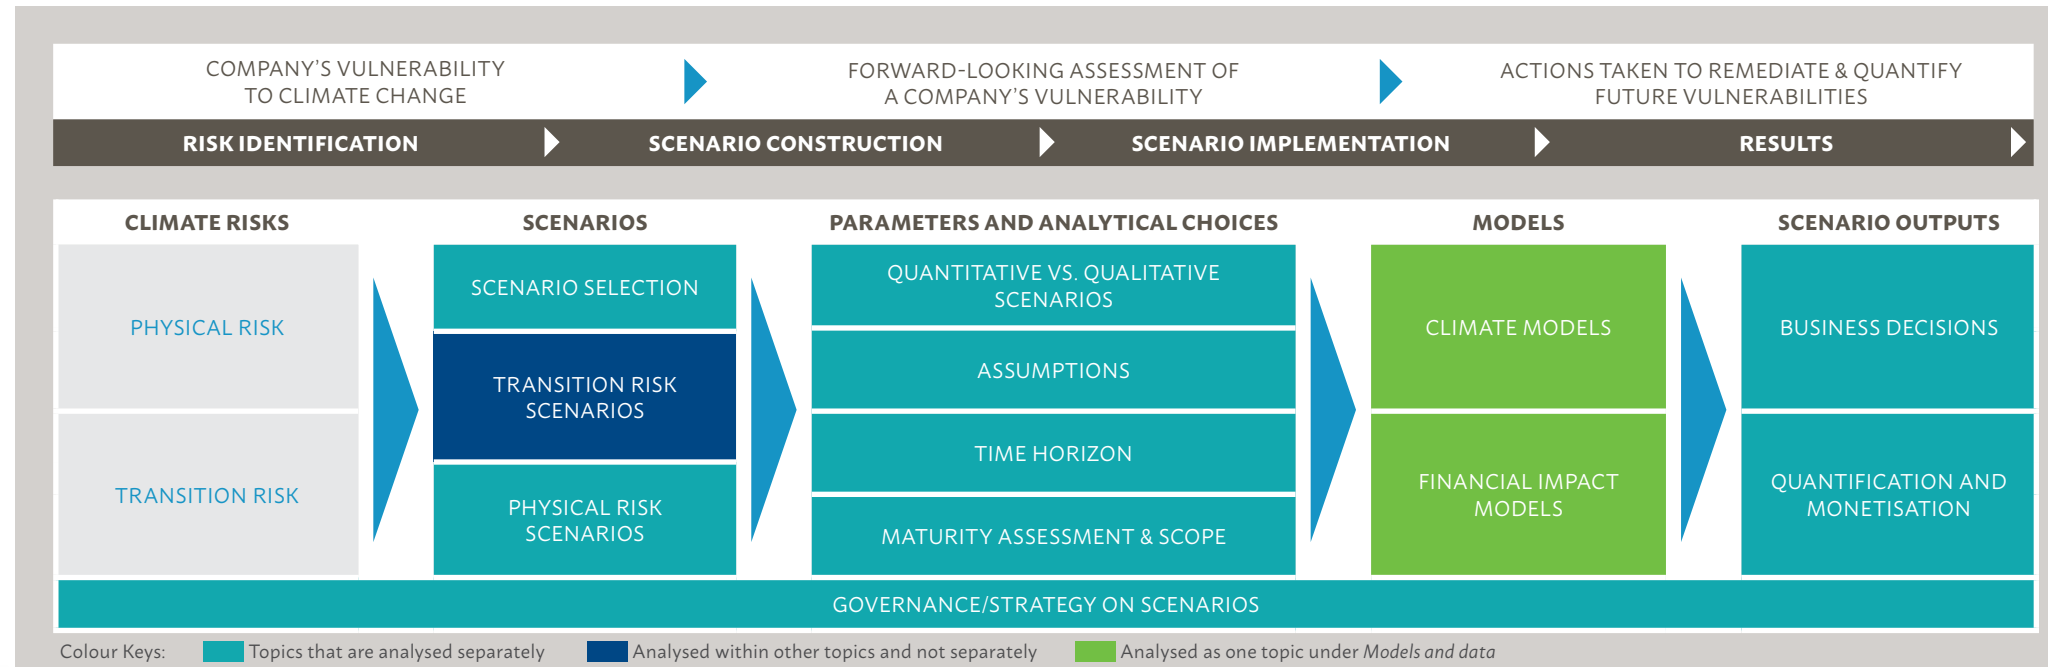 COMPANY'S VULNERABILITY
TO CLIMATE CHANGE
FORWARD-LOOKING ASSESSMENT OF
A COMPANY'S VULNERABILITY
ACTIONS TAKEN TO REMEDIATE & QUANTIFY
FUTURE VULNERABILITIES
RISK IDENTIFICATION
SCENARIO CONSTRUCTION
SCENARIO IMPLEMENTATION
RESULTS
CLIMATE RISKS
PHYSICAL RISK
TRANSITION RISK
SCENARIOS
SCENARIO SELECTION
TRANSITION RISK
SCENARIOS
PHYSICAL RISK
SCENARIOS
PARAMETERS AND ANALYTICAL CHOICES
QUANTITATIVE VS. QUALITATIVE
SCENARIOS
ASSUMPTIONS
TIME HORIZON
MATURITY ASSESSMENT & SCOPE
MODELS
CLIMATE MODELS
FINANCIAL IMPACT
MODELS
SCENARIO OUTPUTS
BUSINESS DECISIONS
QUANTIFICATION AND
MONETISATION
GOVERNANCE/STRATEGY ON SCENARIOS
Colour Keys:
Topics that are analysed separately
Analysed within other topics and not separately
Analysed as one topic under Models and data